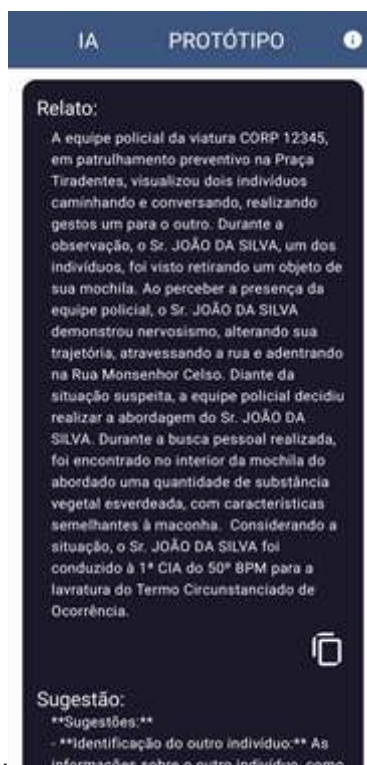 IA PROTÓTIPO
Relato:
A equipe policial da viatura CORP 12345,
em patrulhamento preventivo na Praça
Tiradentes, visualizou dois indivíduos
caminhando e conversando, realizando
gestos um para o outro. Durante a
observação, o Sr. JOÃO DA SILVA, um dos
indivíduos, foi visto retirando um objeto de
sua mochila. Ao perceber a presença da
equipe policial, o Sr. JOÃO DA SILVA
demonstrou nervosismo, alterando sua
trajetória, atravessando a rua e adentrando
na Rua Monsenhor Celso. Diante da
situação suspeita, a equipe policial decidiu
realizar a abordagem do Sr. JOÃO DA
SILVA. Durante a busca pessoal realizada,
foi encontrado no interior da mochila do
abordado uma quantidade de substância
vegetal esverdeada, com características
semelhantes à maconha. Considerando a
situação, o Sr. JOÃO DA SILVA foi
conduzido à 1ª CIA do 50º BPM para a
lavratura do Termo Circunstanciado de
Ocorrência.
Sugestão:
**Sugestões:**
- **Identificação do outro indivíduo:** As
informações sobre o outro indivíduo, como